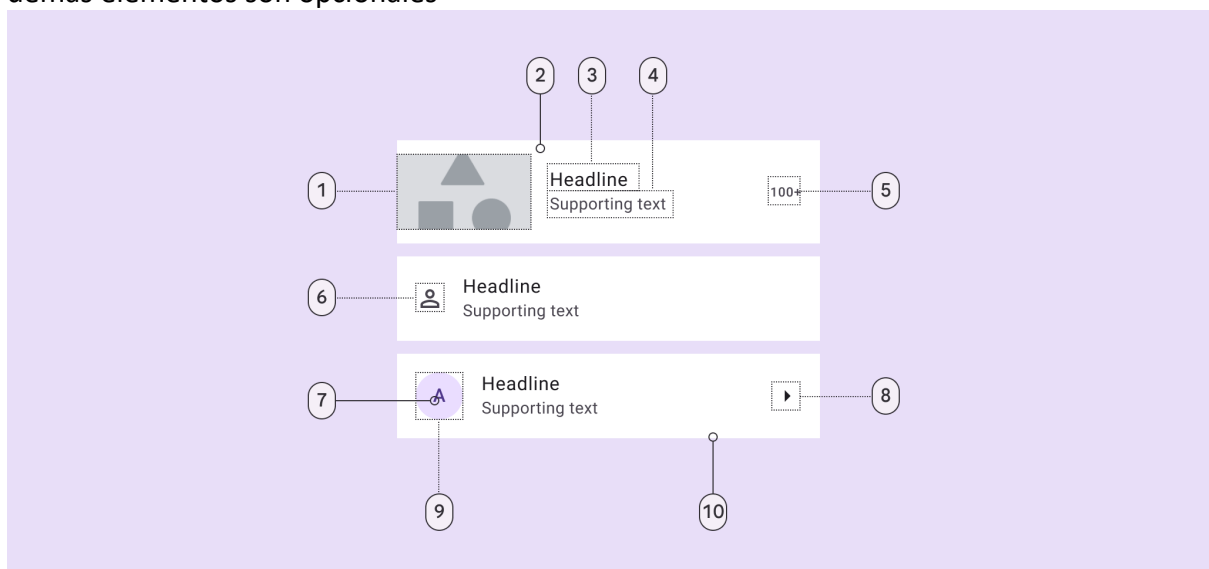 demás elementos son opcionales
2 3 4
1 Headline 100+ 5
Supporting text
6 Headline
Supporting text
7 A Headline 8
Supporting text
9 10